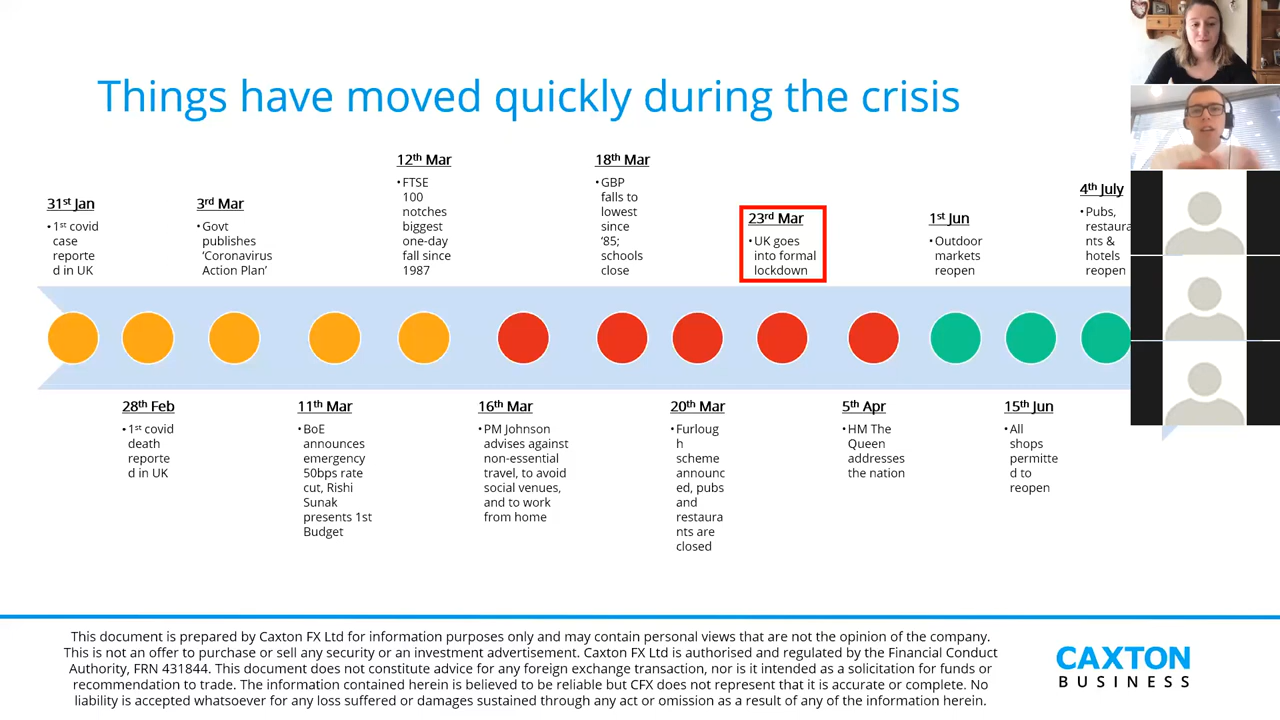 Things have moved quickly during the crisis
31st Jan
•1st covid
case
reporte
d in UK
3rd Mar
•Govt
publishes
‘Coronavirus
Action Plan’
12th Mar
•FTSE
100
notches
biggest
one-day
fall since
1987
18th Mar
•GBP
falls to
lowest
since
‘85;
schools
close
23rd Mar
•UK goes
into formal
lockdown
1st Jun
•Outdoor
markets
reopen
4th July
•Pubs,
restaura
nts &
hotels
reopen
28th Feb
•1st covid
death
reporte
d in UK
11th Mar
•BoE
announces
emergency
50bps rate
cut, Rishi
Sunak
presents 1st
Budget
16th Mar
•PM Johnson
advises against
non-essential
travel, to avoid
social venues,
and to work
from home
20th Mar
•Furloug
h
scheme
announc
ed, pubs
and
restaura
nts are
closed
5th Apr
•HM The
Queen
addresses
the nation
15th Jun
•All
shops
permitte
d to
reopen
This document is prepared by Caxton FX Ltd for information purposes only and may contain personal views that are not the opinion of the company.
This is not an offer to purchase or sell any security or an investment advertisement. Caxton FX Ltd is authorised and regulated by the Financial Conduct
Authority, FRN 431844. This document does not constitute advice for any foreign exchange transaction, nor is it intended as a solicitation for funds or
recommendation to trade. The information contained herein is believed to be reliable but CFX does not represent that it is accurate or complete. No
liability is accepted whatsoever for any loss suffered or damages sustained through any act or omission as a result of any of the information herein.
CAXTON
BUSINESS